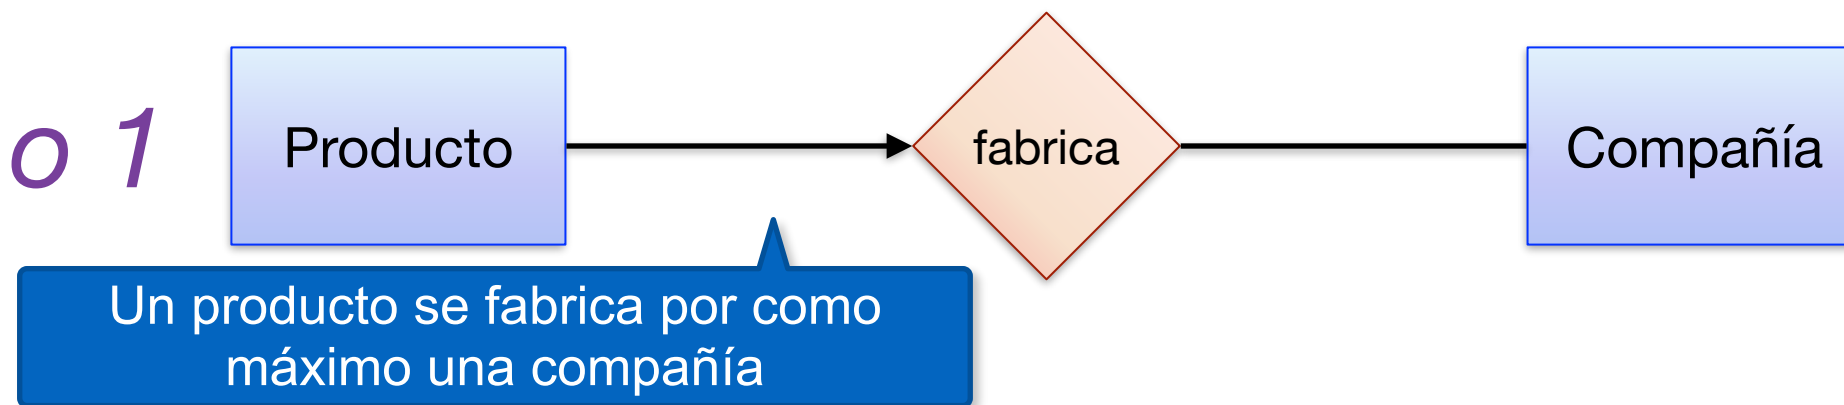 o 1
Producto
fabrica
Compañía
Un producto se fabrica por como
máximo una compañía